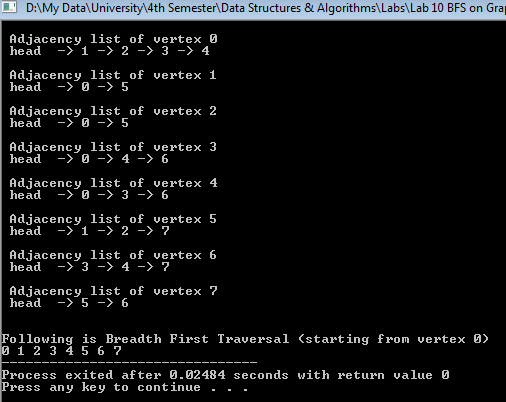 D:\My Data\University\4th Semester\Data Structures & Algorithms\Labs\Lab 10 BFS on Grap
Adjacency list of vertex 0
head  -> 1 -> 2 -> 3 -> 4
Adjacency list of vertex 1
head  -> 0 -> 5
Adjacency list of vertex 2
head  -> 0 -> 5
Adjacency list of vertex 3
head  -> 0 -> 4 -> 6
Adjacency list of vertex 4
head  -> 0 -> 3 -> 6
Adjacency list of vertex 5
head  -> 1 -> 2 -> 7
Adjacency list of vertex 6
head  -> 3 -> 4 -> 7
Adjacency list of vertex 7
head  -> 5 -> 6
Following is Breadth First Traversal (starting from vertex 0)
0 1 2 3 4 5 6 7
--------------------------------
Process exited after 0.02484 seconds with return value 0
Press any key to continue . . .